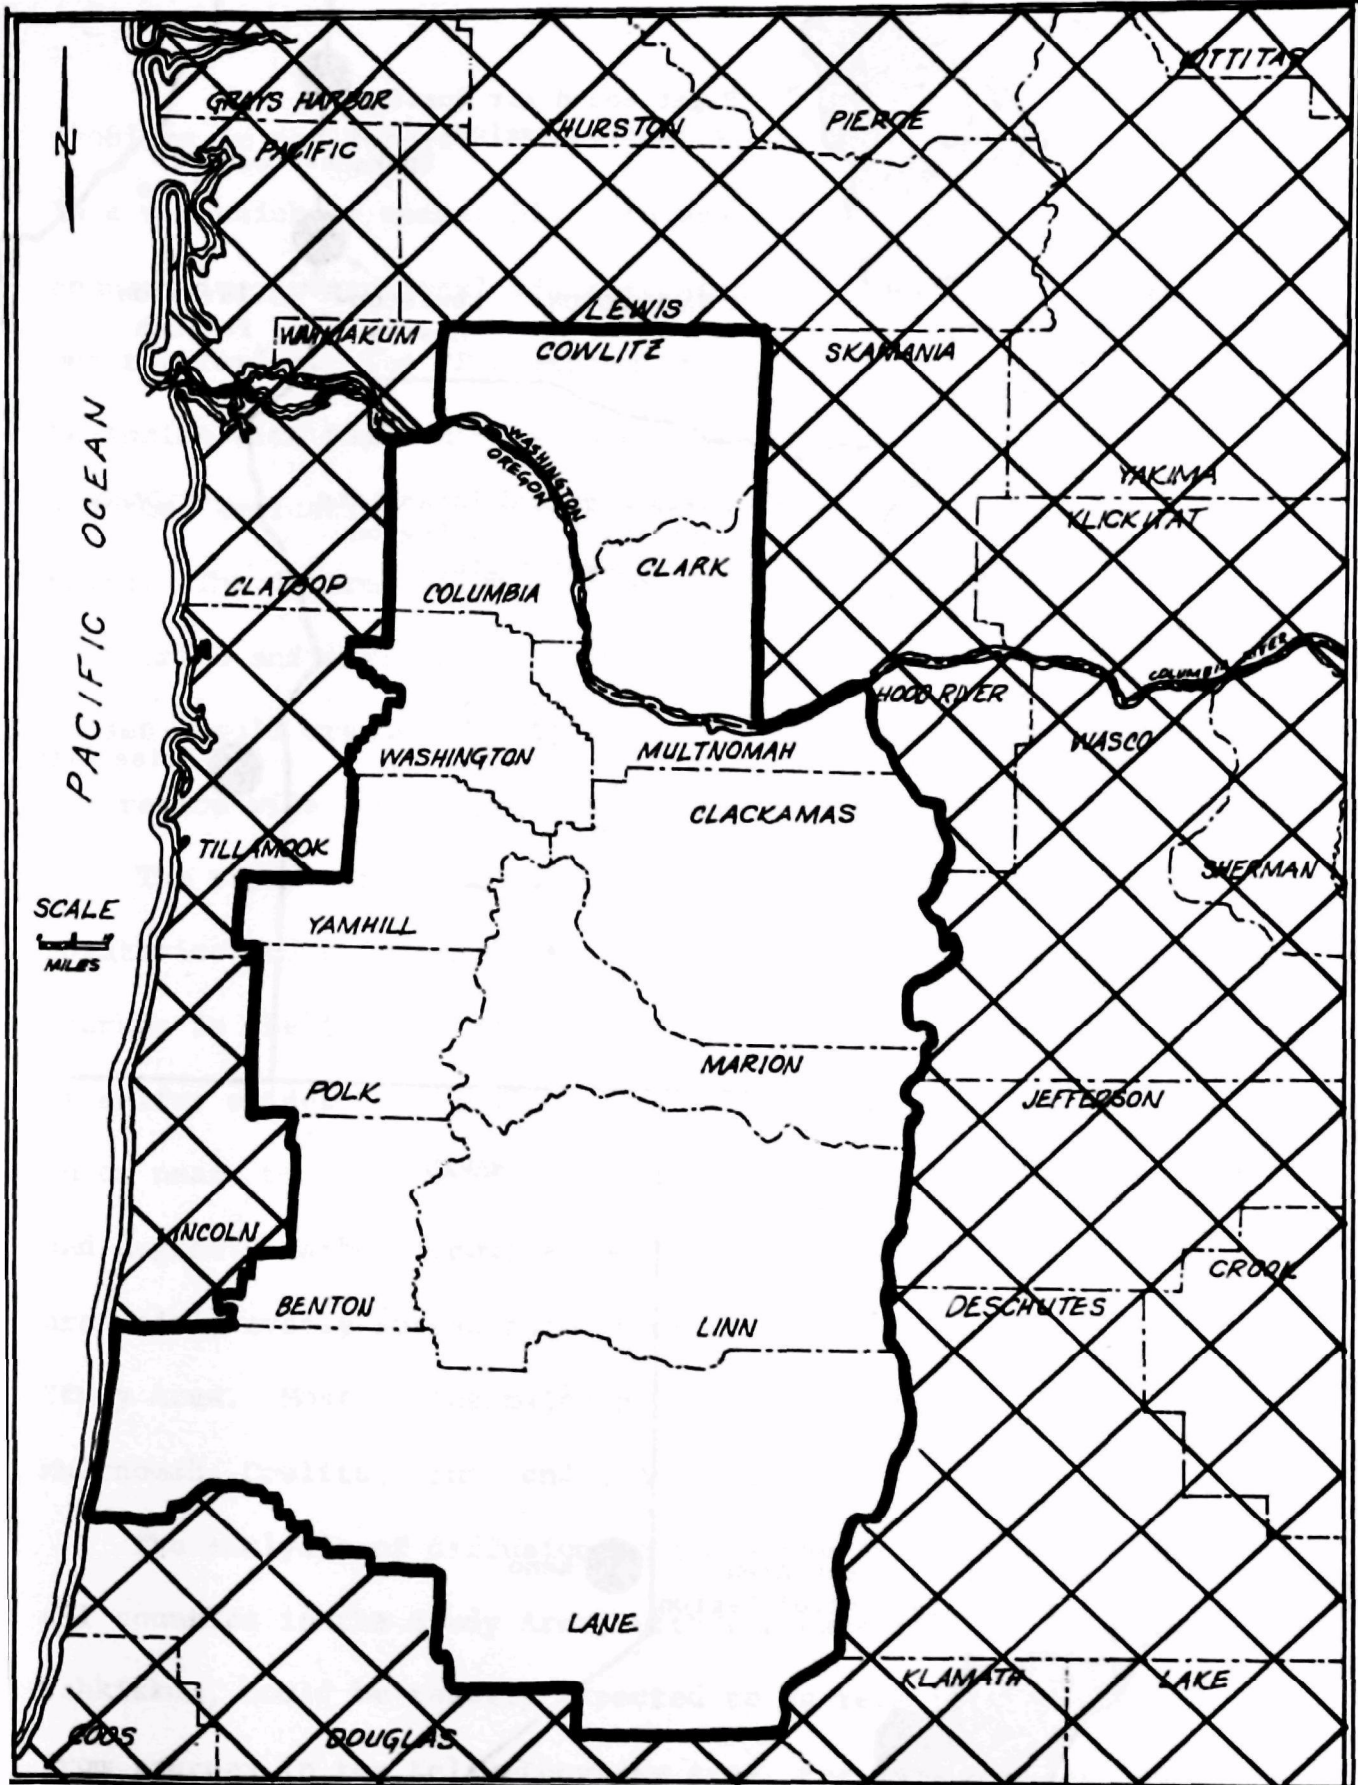 KITTITAS
GRAYS HARBOR
THURSTON
PIERCE
N
PACIFIC
LEWIS
WAHKIAKUM
COWLITZ
SKAMANIA
PACIFIC OCEAN
WASHINGTON
OREGON
YAKIMA
KLICKITAT
CLARK
CLATSOP
COLUMBIA
COLUMBIA RIVER
HOOD RIVER
WASCO
WASHINGTON
MULTNOMAH
CLACKAMAS
TILLAMOOK
SHERMAN
SCALE
MILES
YAMHILL
MARION
POLK
JEFFERSON
LINCOLN
CROOK
BENTON
DESCHUTES
LINN
LANE
KLAMATH
LAKE
COOS
DOUGLAS